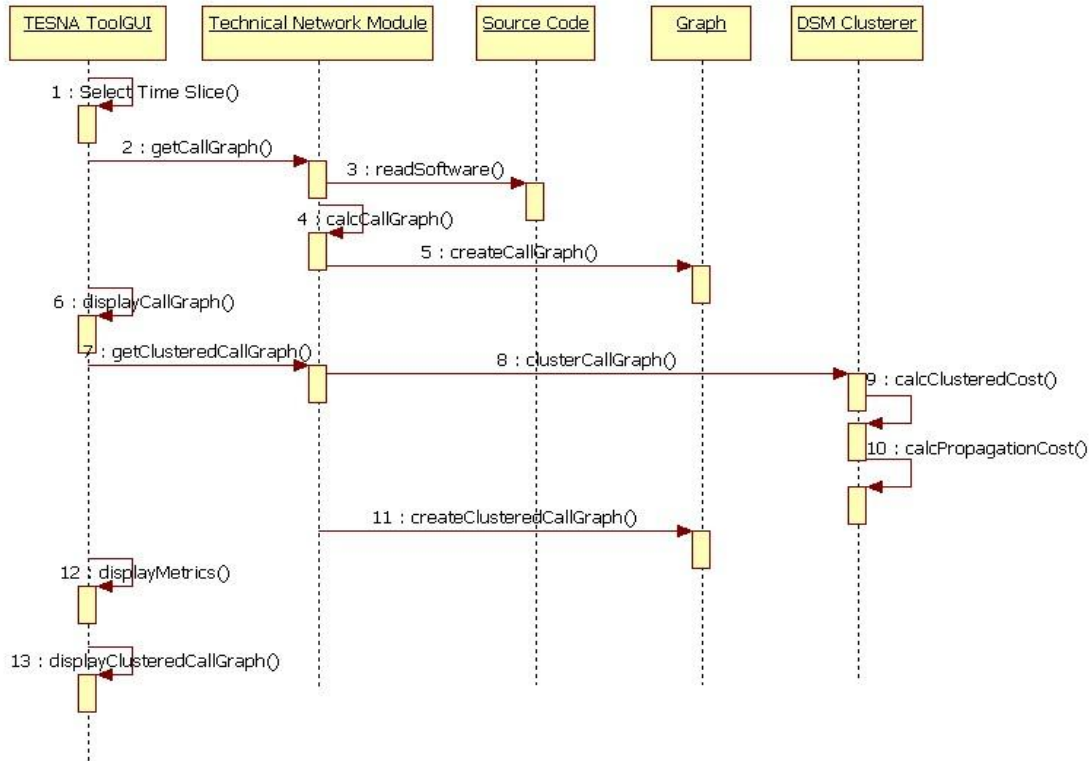 TESNA ToolGUI
Technical Network Module
Source Code
Graph
DSM Clusterer
1 : Select Time Slice()
2 : getCallGraph()
3 : readSoftware()
4 : calcCallGraph()
5 : createCallGraph()
6 : displayCallGraph()
7 : getClusteredCallGraph()
8 : clusterCallGraph()
9 : calcClusteredCost()
10 : calcPropagationCost()
11 : createClusteredCallGraph()
12 : displayMetrics()
13 : displayClusteredCallGraph()